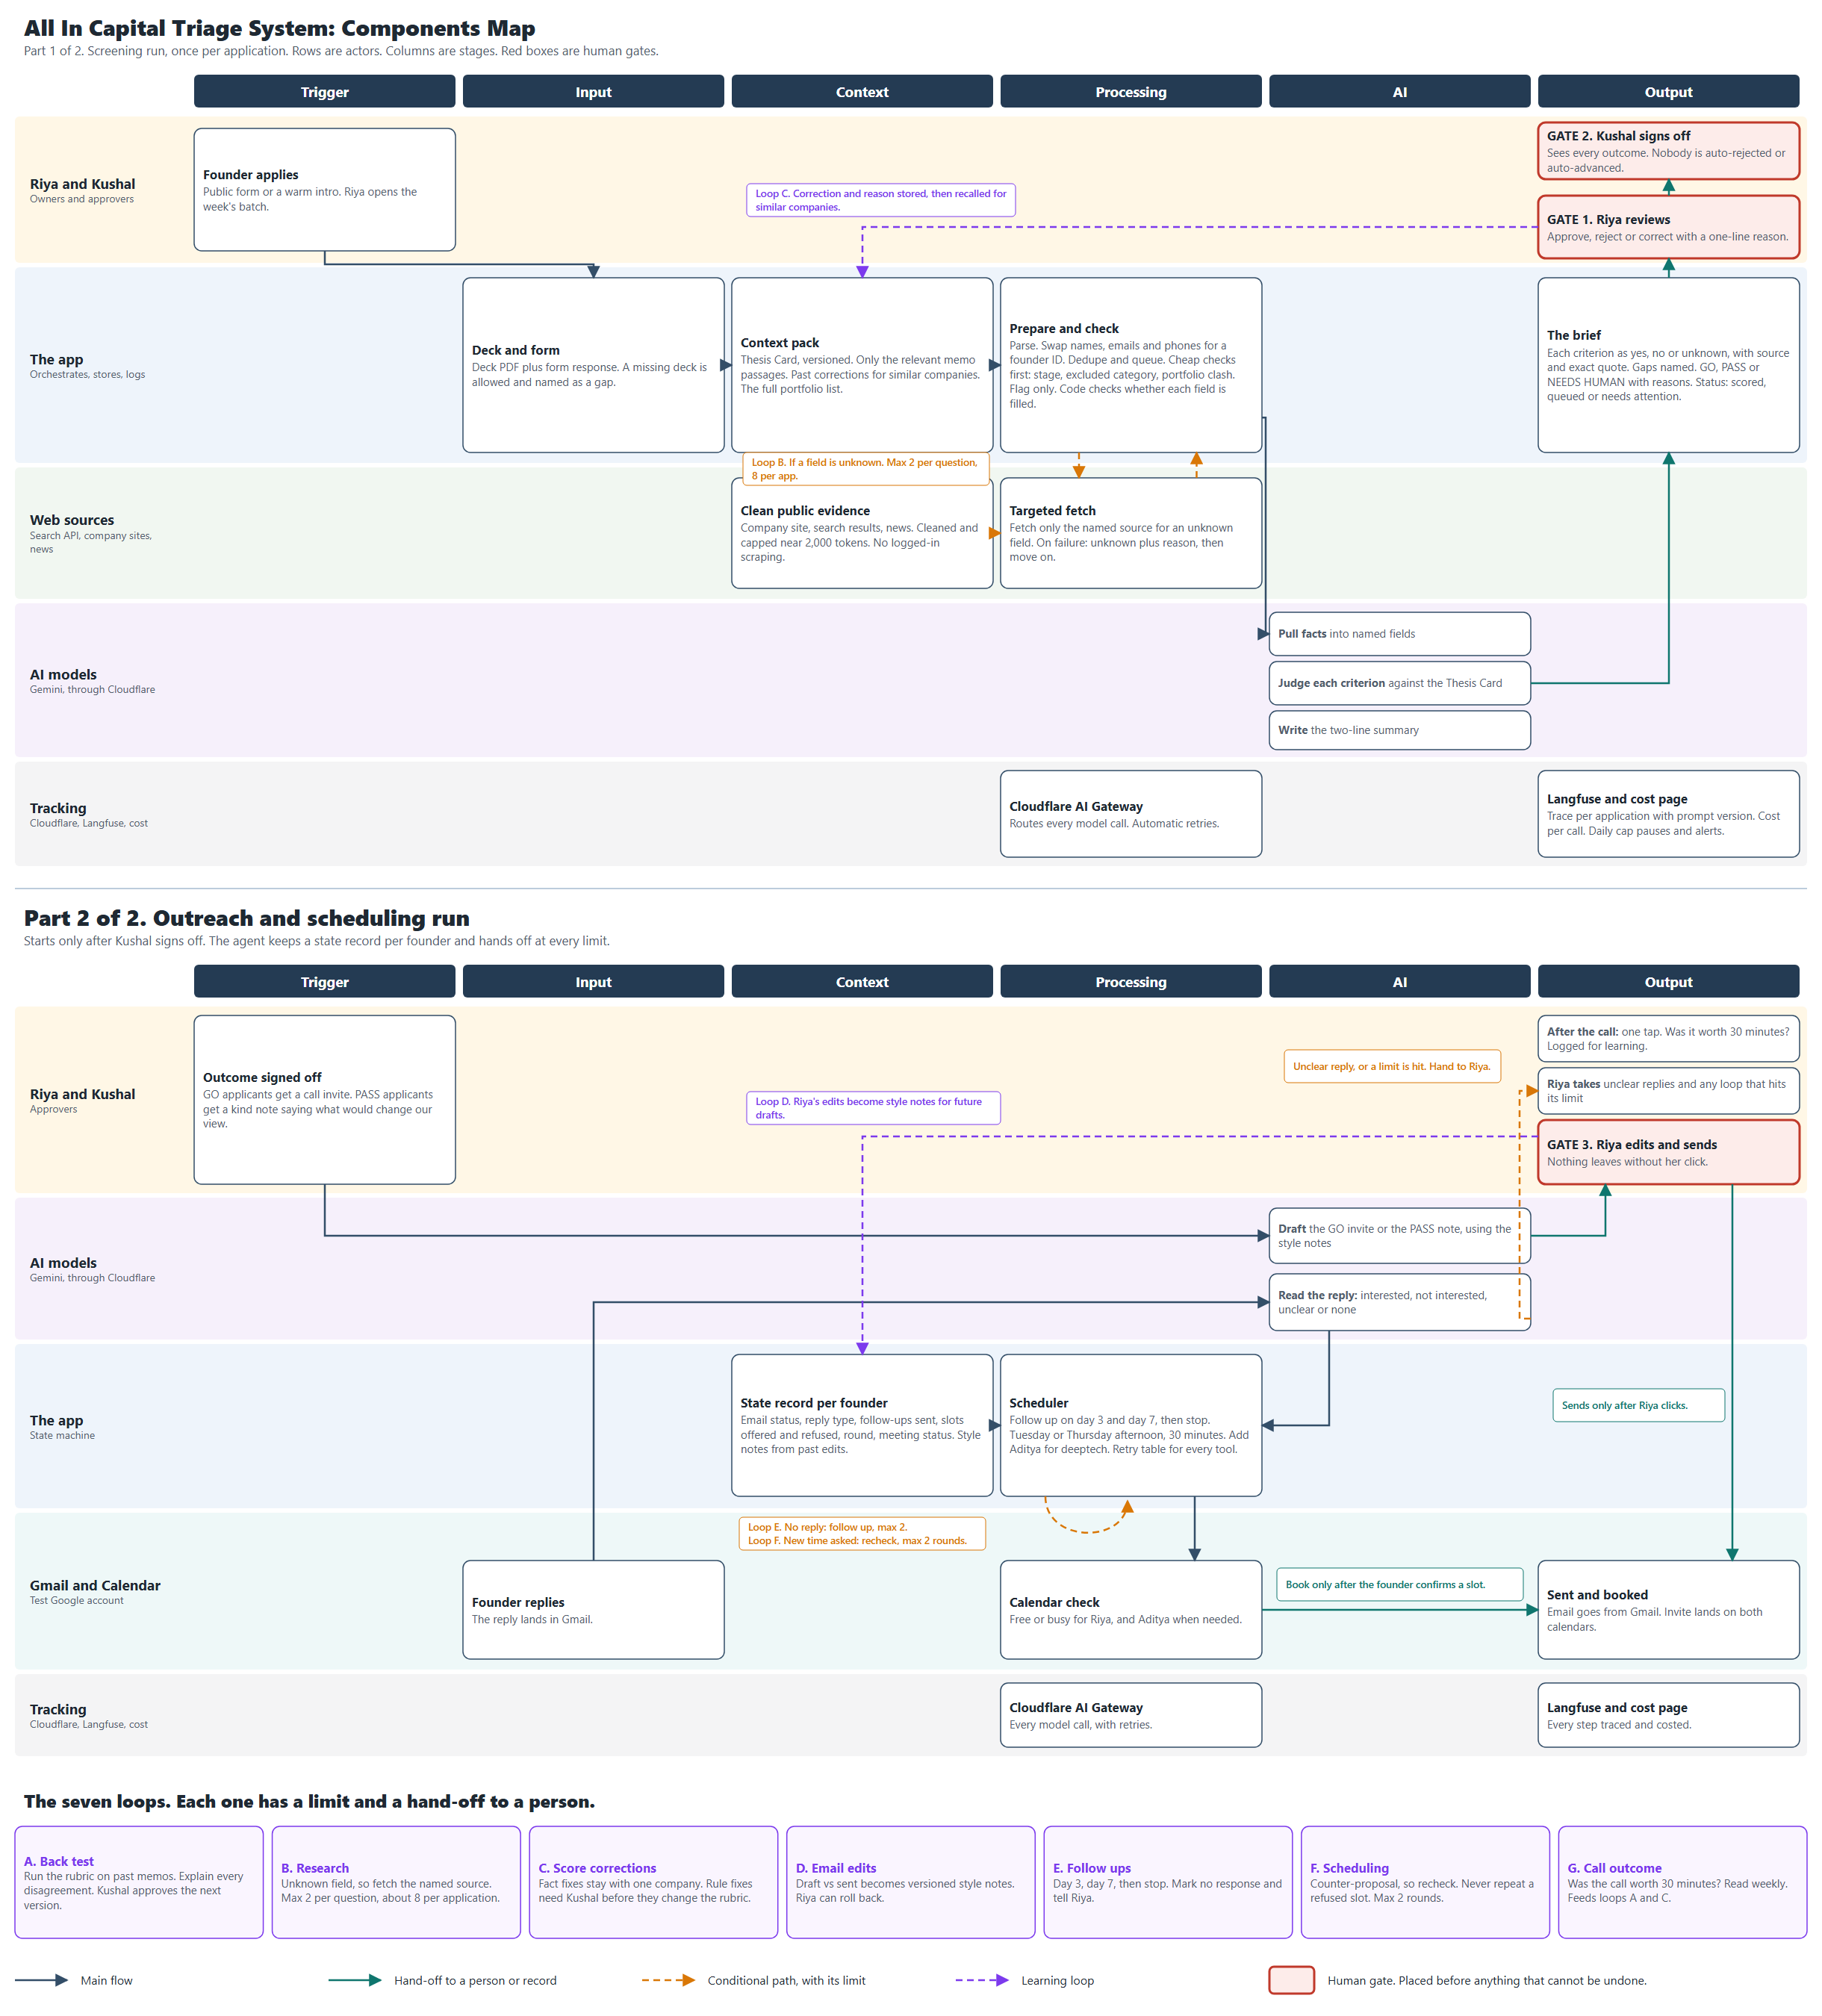 All In Capital Triage System: Components Map
Part 1 of 2. Screening run, once per application. Rows are actors. Columns are stages. Red boxes are human gates.
Trigger
Input
Context
Processing
AI
Output
Riya and Kushal
Owners and approvers
Founder applies
Public form or a warm intro. Riya opens the
week's batch.
Loop C. Correction and reason stored, then recalled for
similar companies.
GATE 2. Kushal signs off
Sees every outcome. Nobody is auto-rejected or
auto-advanced.
GATE 1. Riya reviews
Approve, reject or correct with a one-line reason.
The app
Orchestrates, stores, logs
Deck and form
Deck PDF plus form response. A missing deck is
allowed and named as a gap.
Context pack
Thesis Card, versioned. Only the relevant memo
passages. Past corrections for similar companies.
The full portfolio list.
Prepare and check
Parse. Swap names, emails and phones for a
founder ID. Dedupe and queue. Cheap checks
first: stage, excluded category, portfolio clash.
Flag only. Code checks whether each field is
filled.
The brief
Each criterion as yes, no or unknown, with source
and exact quote. Gaps named. GO, PASS or
NEEDS HUMAN with reasons. Status: scored,
queued or needs attention.
Loop B. If a field is unknown. Max 2 per question,
8 per app.
Web sources
Search API, company sites,
news
Clean public evidence
Company site, search results, news. Cleaned and
capped near 2,000 tokens. No logged-in
scraping.
Targeted fetch
Fetch only the named source for an unknown
field. On failure: unknown plus reason, then
move on.
AI models
Gemini, through Cloudflare
Pull facts into named fields
Judge each criterion against the Thesis Card
Write the two-line summary
Tracking
Cloudflare, Langfuse, cost
Cloudflare AI Gateway
Routes every model call. Automatic retries.
Langfuse and cost page
Trace per application with prompt version. Cost
per call. Daily cap pauses and alerts.
Part 2 of 2. Outreach and scheduling run
Starts only after Kushal signs off. The agent keeps a state record per founder and hands off at every limit.
Trigger
Input
Context
Processing
AI
Output
Riya and Kushal
Approvers
Outcome signed off
GO applicants get a call invite. PASS applicants
get a kind note saying what would change our
view.
Loop D. Riya's edits become style notes for future
drafts.
Unclear reply, or a limit is hit. Hand to Riya.
After the call: one tap. Was it worth 30 minutes?
Logged for learning.
Riya takes unclear replies and any loop that hits
its limit
GATE 3. Riya edits and sends
Nothing leaves without her click.
AI models
Gemini, through Cloudflare
Draft the GO invite or the PASS note, using the
style notes
Read the reply: interested, not interested,
unclear or none
The app
State machine
State record per founder
Email status, reply type, follow-ups sent, slots
offered and refused, round, meeting status. Style
notes from past edits.
Scheduler
Follow up on day 3 and day 7, then stop.
Tuesday or Thursday afternoon, 30 minutes. Add
Aditya for deeptech. Retry table for every tool.
Sends only after Riya clicks.
Loop E. No reply: follow up, max 2.
Loop F. New time asked: recheck, max 2 rounds.
Gmail and Calendar
Test Google account
Founder replies
The reply lands in Gmail.
Calendar check
Free or busy for Riya, and Aditya when needed.
Book only after the founder confirms a slot.
Sent and booked
Email goes from Gmail. Invite lands on both
calendars.
Tracking
Cloudflare, Langfuse, cost
Cloudflare AI Gateway
Every model call, with retries.
Langfuse and cost page
Every step traced and costed.
The seven loops. Each one has a limit and a hand-off to a person.
A. Back test
Run the rubric on past memos. Explain every
disagreement. Kushal approves the next
version.
B. Research
Unknown field, so fetch the named source.
Max 2 per question, about 8 per application.
C. Score corrections
Fact fixes stay with one company. Rule fixes
need Kushal before they change the rubric.
D. Email edits
Draft vs sent becomes versioned style notes.
Riya can roll back.
E. Follow ups
Day 3, day 7, then stop. Mark no response and
tell Riya.
F. Scheduling
Counter-proposal, so recheck. Never repeat a
refused slot. Max 2 rounds.
G. Call outcome
Was the call worth 30 minutes? Read weekly.
Feeds loops A and C.
Main flow
Hand-off to a person or record
Conditional path, with its limit
Learning loop
Human gate. Placed before anything that cannot be undone.